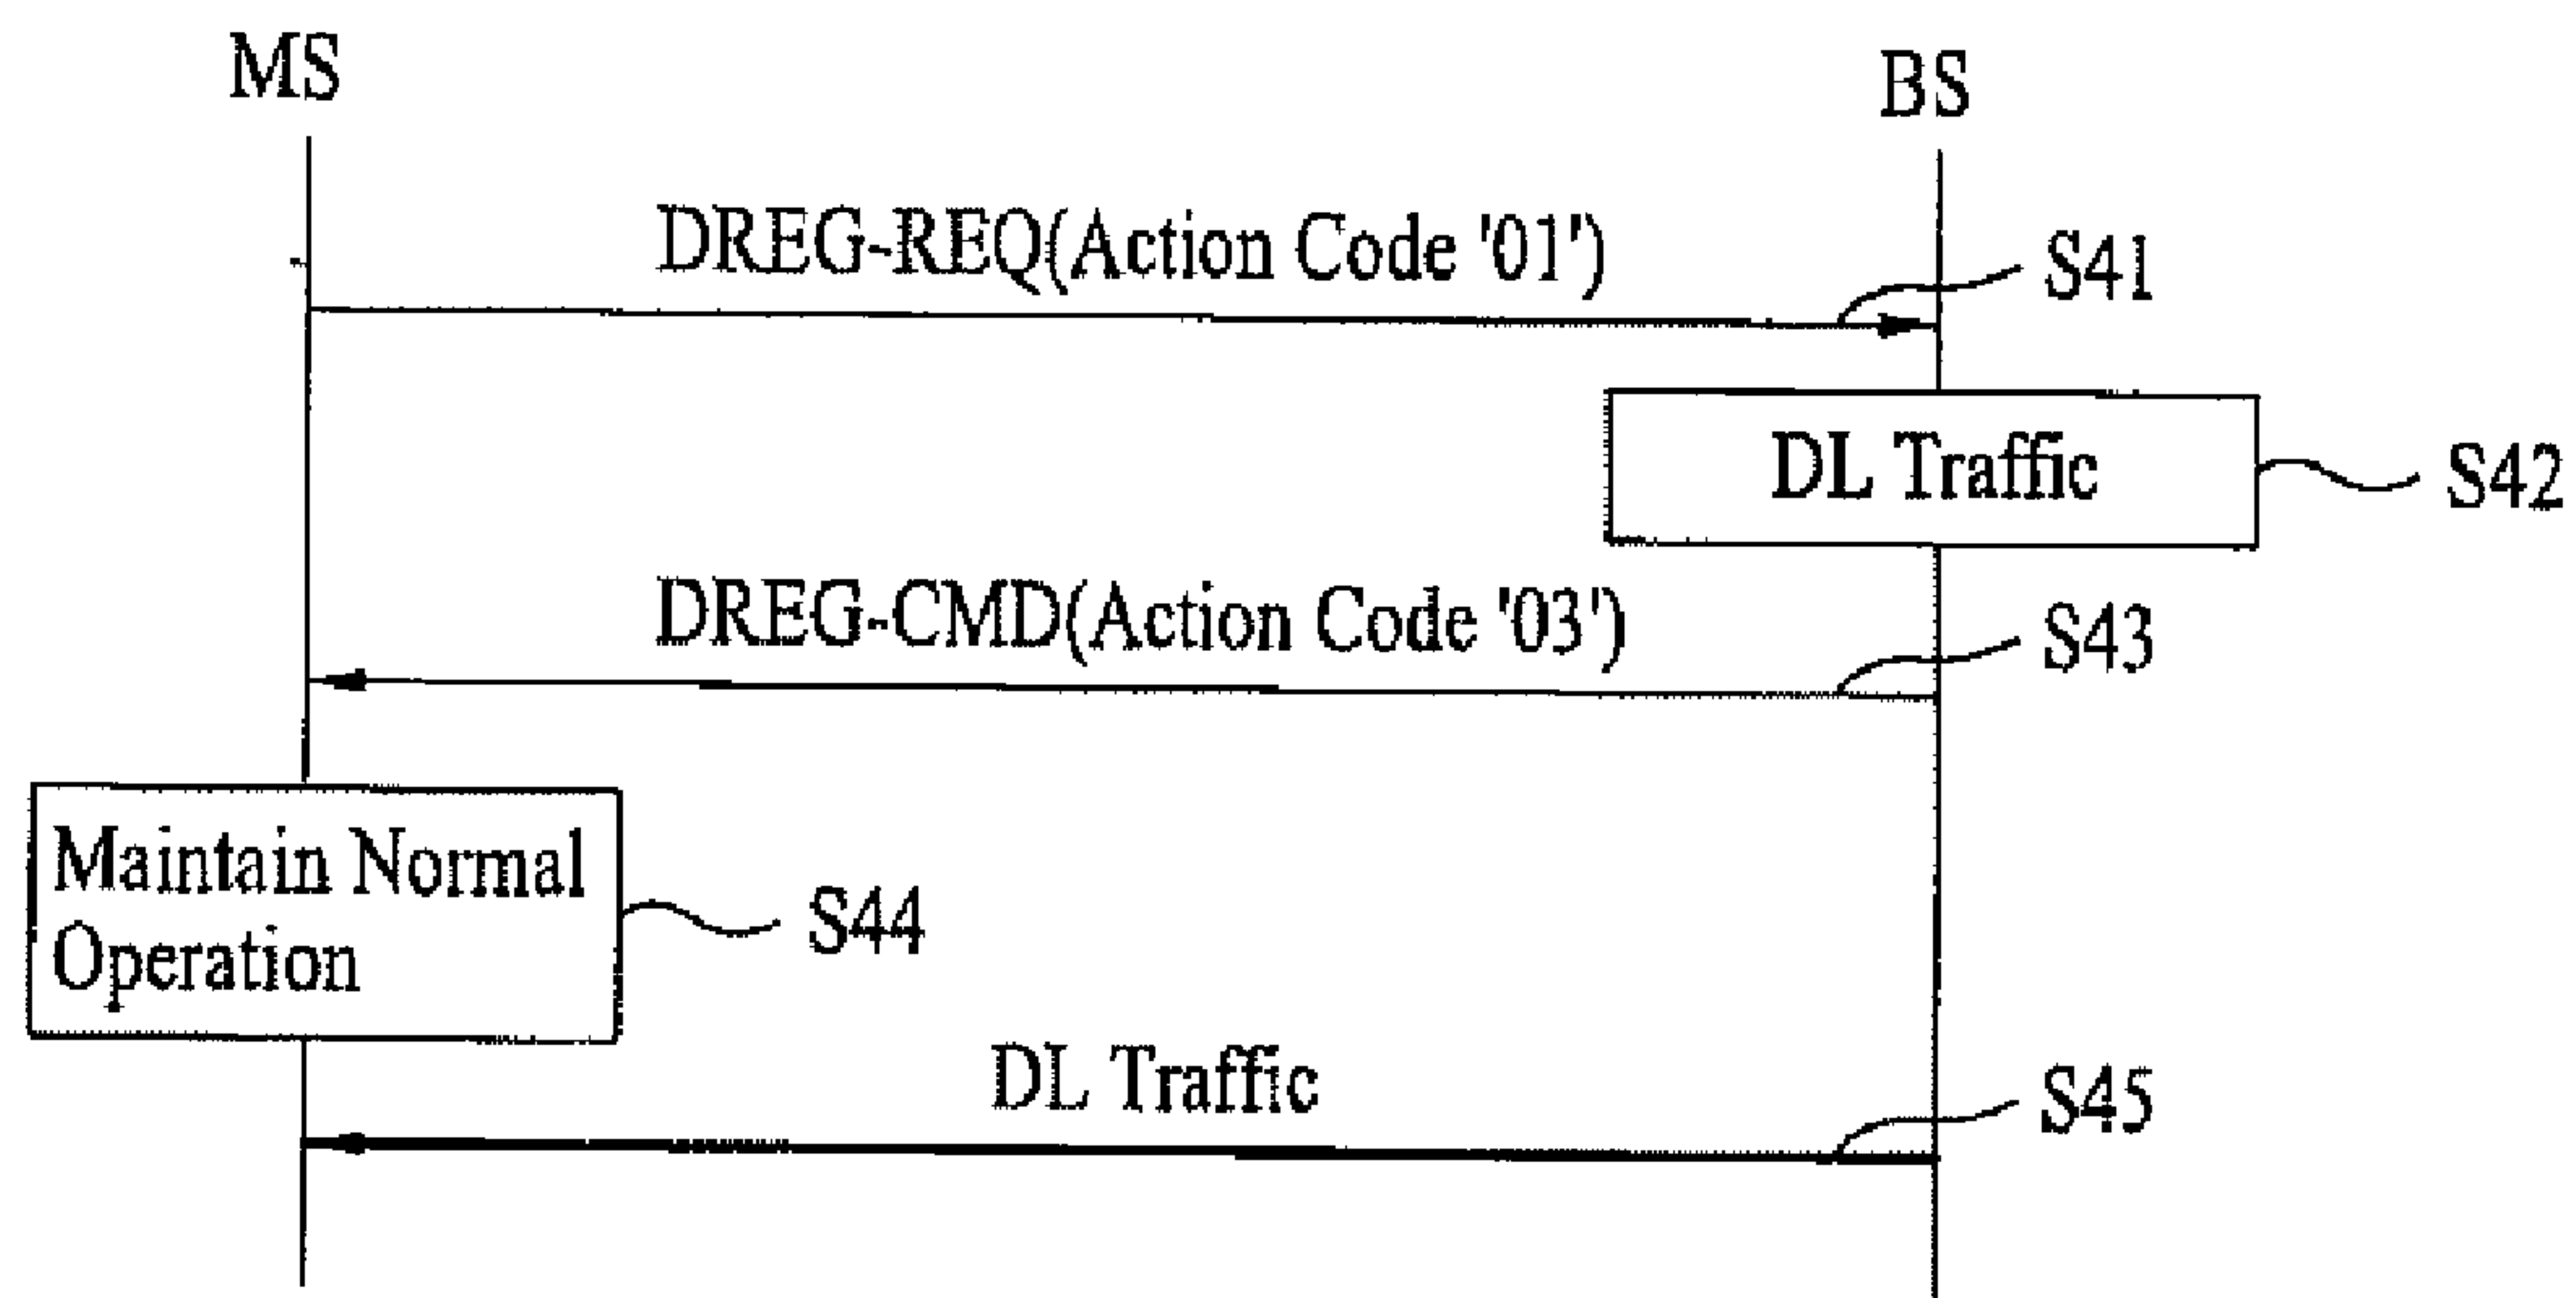 MS
BS
DREG-REQ(Action Code '01')
S41
DL Traffic
S42
DREG-CMD(Action Code '03')
S43
Maintain Normal
Operation
S44
DL Traffic
S45